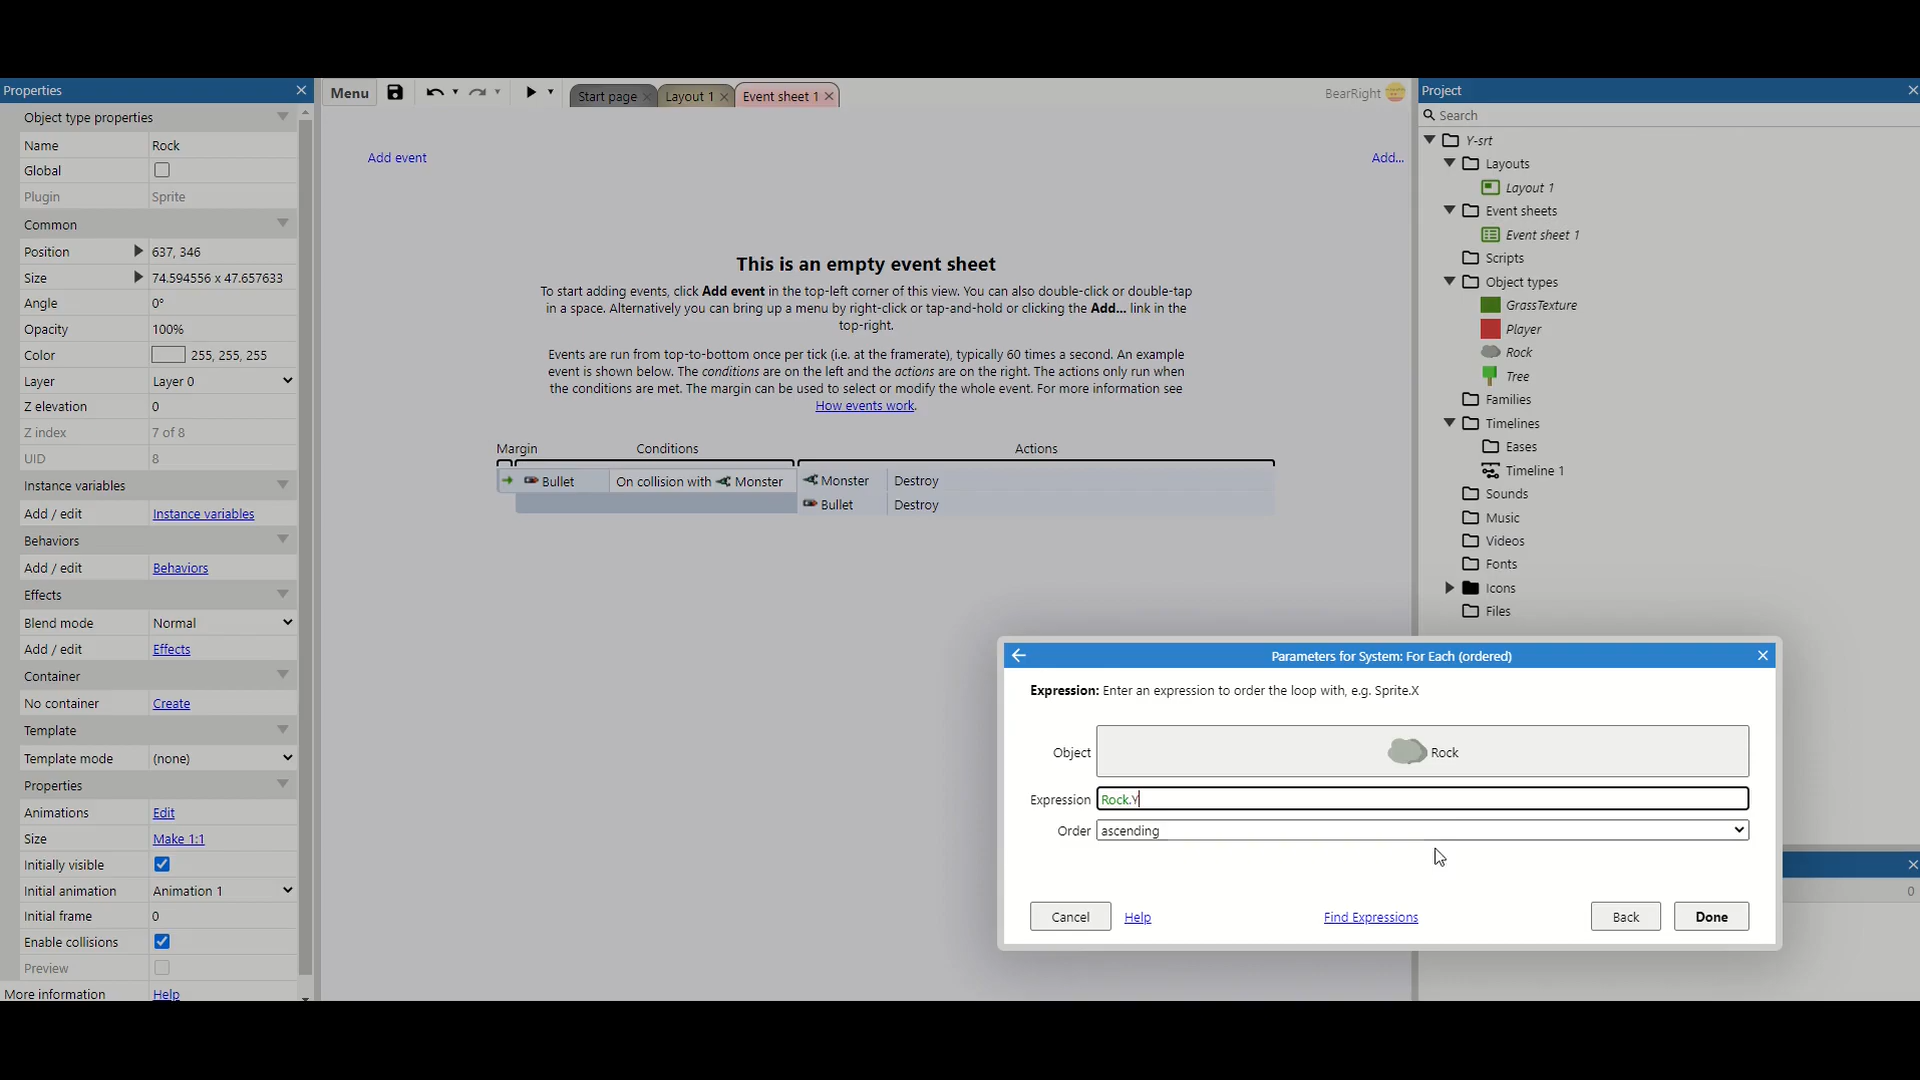 Properties
Object type properties
Name Rock
Global
Plugin Sprite
Common
Position 637, 346
Size 74.594556 x 47.657633
Angle 0°
Opacity 100%
Color 255, 255, 255
Layer Layer 0
Z elevation 0
Z index 7 of 8
UID 8
Instance variables
Add / edit Instance variables
Behaviors
Add / edit Behaviors
Effects
Blend mode Normal
Add / edit Effects
Container
No container Create
Template
Template mode (none)
Properties
Animations Edit
Size Make 1:1
Initially visible
Initial animation Animation 1
Initial frame 0
Enable collisions
Preview
More information Help
Menu
Start page Layout 1 Event sheet 1
BearRight
Add event
Add...
This is an empty event sheet
To start adding events, click Add event in the top-left corner of this view. You can also double-click or double-tap
in a space. Alternatively you can bring up a menu by right-click or tap-and-hold or clicking the Add... link in the
top-right.
Events are run from top-to-bottom once per tick (i.e. at the framerate), typically 60 times a second. An example
event is shown below. The conditions are on the left and the actions are on the right. The actions only run when
the conditions are met. The margin can be used to select or modify the whole event. For more information see
How events work.
Margin Conditions Actions
Bullet On collision with Monster Monster Destroy
Bullet Destroy
Project
Search
Y-srt
Layouts
Layout 1
Event sheets
Event sheet 1
Scripts
Object types
GrassTexture
Player
Rock
Tree
Families
Timelines
Eases
Timeline 1
Sounds
Music
Videos
Fonts
Icons
Files
0
Parameters for System: For Each (ordered)
Expression: Enter an expression to order the loop with, e.g. Sprite.X
Object Rock
Expression Rock.Y
Order ascending
Cancel Help Find Expressions Back Done